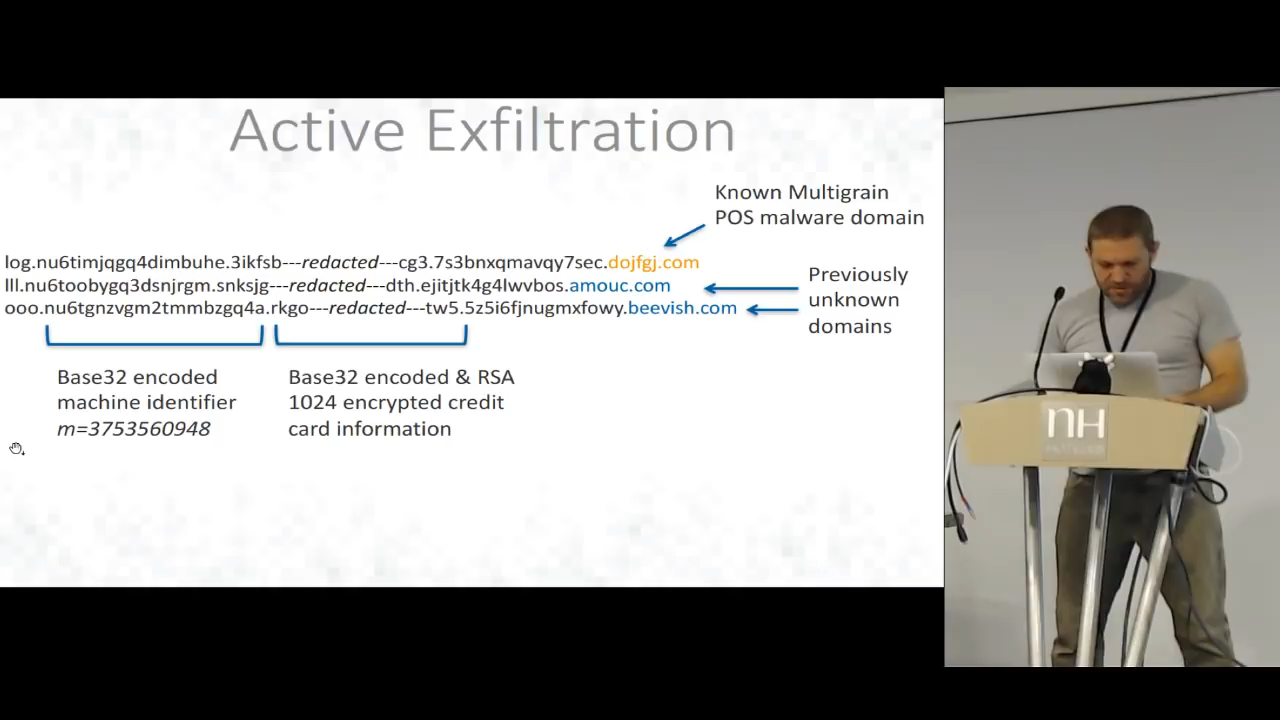 Active Exfiltration
Known Multigrain
POS malware domain
log.nu6timjqgq4dimbuhe.3ikfsb---redacted---cg3.7s3bnxqmavqy7sec.dojfgj.com
lll.nu6toobygq3dsnjrgm.snksjg---redacted---dth.ejitjtk4g4lwvbos.amouc.com
ooo.nu6tgnzvgm2tmmbzgq4a.rkgo---redacted---tw5.5z5i6fjnugmxfowy.beevish.com
Previously
unknown
domains
Base32 encoded
machine identifier
m=3753560948
Base32 encoded & RSA
1024 encrypted credit
card information
nH